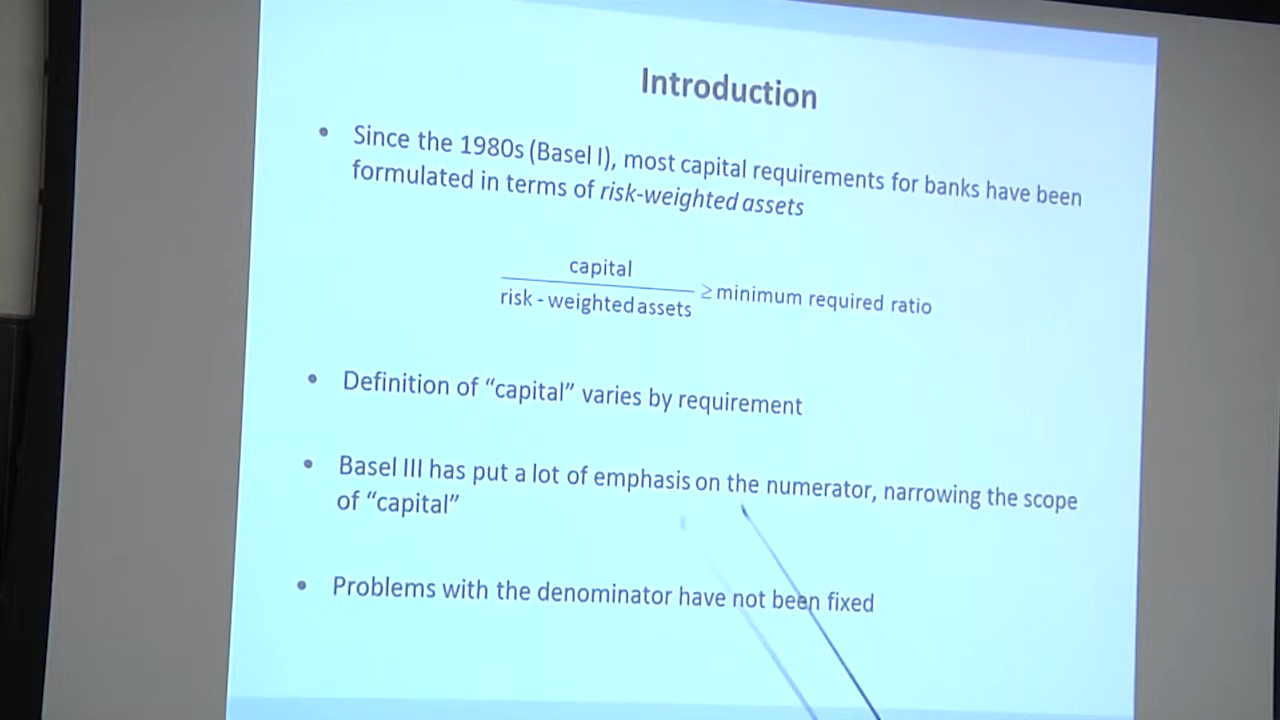 Introduction
• Since the 1980s (Basel I), most capital requirements for banks have been
formulated in terms of risk-weighted assets
capital
risk - weighted assets
≥ minimum required ratio
• Definition of “capital” varies by requirement
• Basel III has put a lot of emphasis on the numerator, narrowing the scope
of “capital”
• Problems with the denominator have not been fixed